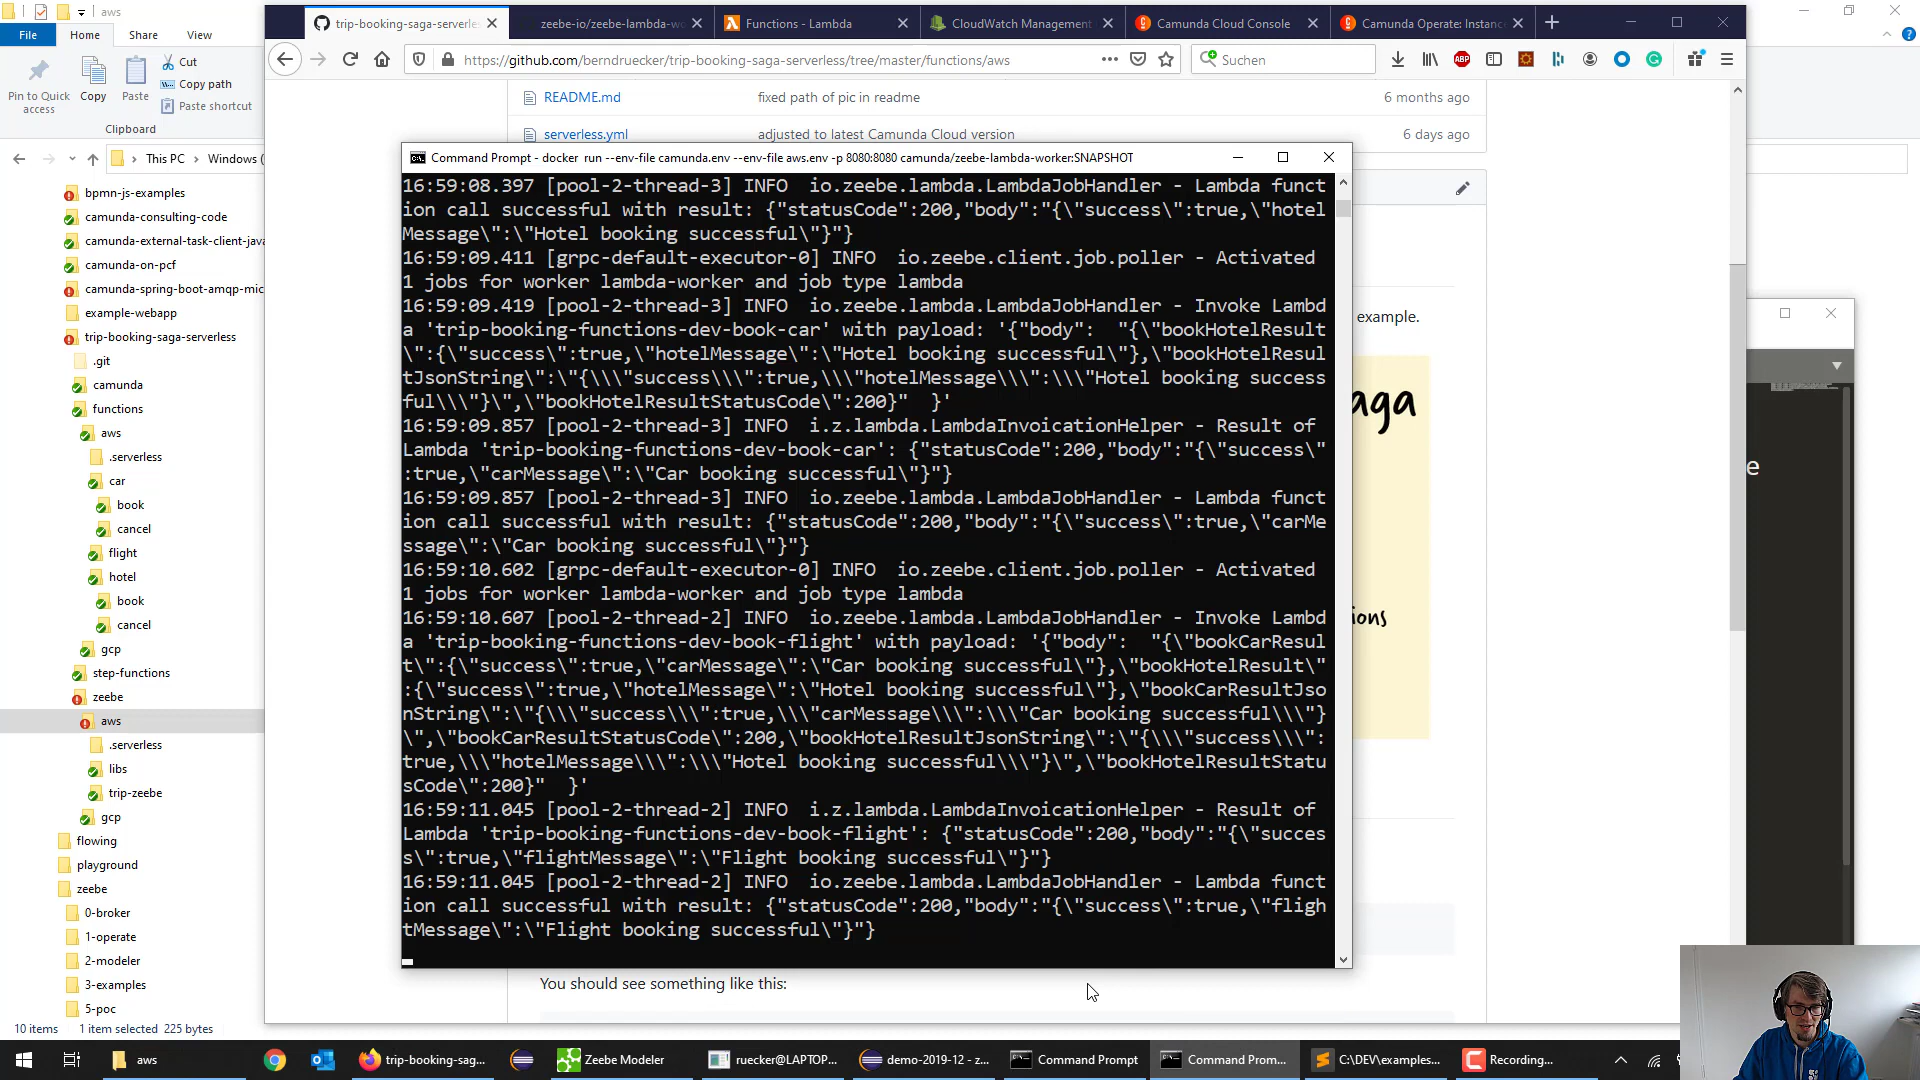 aws
File
Home
Share
View
Pin to Quick access
Copy
Paste
Cut
Copy path
Paste shortcut
Clipboard
This PC
Windows (
bpmn-js-examples
camunda-consulting-code
camunda-external-task-client-java
camunda-on-pcf
camunda-spring-boot-amqp-mic
example-webapp
trip-booking-saga-serverless
.git
camunda
functions
aws
.serverless
car
book
cancel
flight
hotel
book
cancel
gcp
step-functions
zeebe
aws
.serverless
libs
trip-zeebe
gcp
flowing
playground
zeebe
0-broker
1-operate
2-modeler
3-examples
5-poc
10 items 1 item selected 225 bytes
trip-booking-saga-serverles
zeebe-io/zeebe-lambda-wo
Functions - Lambda
CloudWatch Management
Camunda Cloud Console
Camunda Operate: Instanc
https://github.com/berndruecker/trip-booking-saga-serverless/tree/master/functions/aws
Suchen
README.md fixed path of pic in readme 6 months ago
serverless.yml adjusted to latest Camunda Cloud version 6 days ago
Command Prompt - docker run --env-file camunda.env --env-file aws.env -p 8080:8080 camunda/zeebe-lambda-worker:SNAPSHOT
16:59:08.397 [pool-2-thread-3] INFO  io.zeebe.lambda.LambdaJobHandler - Lambda funct
ion call successful with result: {"statusCode":200,"body":"{\"success\":true,\"hotel
Message\":\"Hotel booking successful\"}"}
16:59:09.411 [grpc-default-executor-0] INFO  io.zeebe.client.job.poller - Activated
1 jobs for worker lambda-worker and job type lambda
16:59:09.419 [pool-2-thread-3] INFO  io.zeebe.lambda.LambdaJobHandler - Invoke Lambd
a 'trip-booking-functions-dev-book-car' with payload: '{"body":  "{\"bookHotelResult
\":{\"success\":true,\"hotelMessage\":\"Hotel booking successful\"},\"bookHotelResul
tJsonString\":\"{\\\"success\\\":true,\\\"hotelMessage\\\":\\\"Hotel booking success
ful\\\"}\",\"bookHotelResultStatusCode\":200}"  }'
16:59:09.857 [pool-2-thread-3] INFO  i.z.lambda.LambdaInvoicationHelper - Result of
Lambda 'trip-booking-functions-dev-book-car': {"statusCode":200,"body":"{\"success\"
:true,\"carMessage\":\"Car booking successful\"}"}
16:59:09.857 [pool-2-thread-3] INFO  io.zeebe.lambda.LambdaJobHandler - Lambda funct
ion call successful with result: {"statusCode":200,"body":"{\"success\":true,\"carMe
ssage\":\"Car booking successful\"}"}
16:59:10.602 [grpc-default-executor-0] INFO  io.zeebe.client.job.poller - Activated
1 jobs for worker lambda-worker and job type lambda
16:59:10.607 [pool-2-thread-2] INFO  io.zeebe.lambda.LambdaJobHandler - Invoke Lambd
a 'trip-booking-functions-dev-book-flight' with payload: '{"body":  "{\"bookCarResul
t\":{\"success\":true,\"carMessage\":\"Car booking successful\"},\"bookHotelResult\"
:{\"success\":true,\"hotelMessage\":\"Hotel booking successful\"},\"bookCarResultJso
nString\":\"{\\\"success\\\":true,\\\"carMessage\\\":\\\"Car booking successful\\\"}
\",\"bookCarResultStatusCode\":200,\"bookHotelResultJsonString\":\"{\\\"success\\\":
true,\\\"hotelMessage\\\":\\\"Hotel booking successful\\\"}\",\"bookHotelResultStatu
sCode\":200}"  }'
16:59:11.045 [pool-2-thread-2] INFO  i.z.lambda.LambdaInvoicationHelper - Result of
Lambda 'trip-booking-functions-dev-book-flight': {"statusCode":200,"body":"{\"succes
s\":true,\"flightMessage\":\"Flight booking successful\"}"}
16:59:11.045 [pool-2-thread-2] INFO  io.zeebe.lambda.LambdaJobHandler - Lambda funct
ion call successful with result: {"statusCode":200,"body":"{\"success\":true,\"fligh
tMessage\":\"Flight booking successful\"}"}
example.
aga
ions
e
You should see something like this:
aws
trip-booking-sag...
Zeebe Modeler
ruecker@LAPTOP...
demo-2019-12 - z...
Command Prompt
Command Prom...
C:\DEV\examples...
Recording...